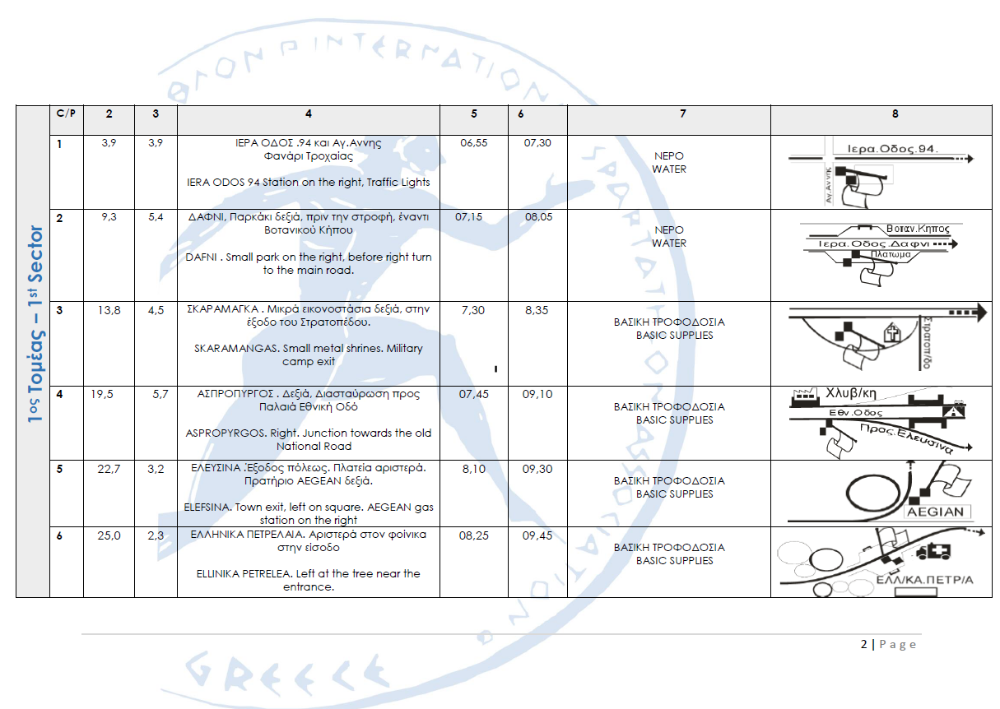 ΘΛΟΝ INTERNATIONAL SPARTATHLON ASSOCIATION
GREECE
1ος Τομέας – 1st Sector
C/P 2 3 4 5 6 7 8
1 3,9 3,9 ΙΕΡΑ ΟΔΟΣ .94 και Αγ.Αννης 06,55 07,30
Φανάρι Τροχαίας
ΝΕΡΟ
WATER
IERA ODOS 94 Station on the right, Traffic Lights
Ιερα.Οδος.94.
Αγ.Αννης
2 9,3 5,4 ΔΑΦΝΙ, Παρκάκι δεξιά, πριν την στροφή, έναντι 07,15 08,05
Βοτανικού Κήπου
ΝΕΡΟ
WATER
DAFNI . Small park on the right, before right turn
to the main road.
Βοταν.Κηπος
Ιερα.Οδος.Δαφνι
Πλατωμα
3 13,8 4,5 ΣΚΑΡΑΜΑΓΚΑ . Μικρά εικονοστάσια δεξιά, στην 7,30 8,35
έξοδο του Στρατοπέδου.
ΒΑΣΙΚΗ ΤΡΟΦΟΔΟΣΙΑ
BASIC SUPPLIES
SKARAMANGAS. Small metal shrines. Military
camp exit
Στρατοπ/δο
4 19,5 5,7 ΑΣΠΡΟΠΥΡΓΟΣ . Δεξιά, Διασταύρωση προς 07,45 09,10
Παλαιά Εθνική Οδό
ΒΑΣΙΚΗ ΤΡΟΦΟΔΟΣΙΑ
BASIC SUPPLIES
ASPROPYRGOS. Right. Junction towards the old
National Road
Χλυβ/κη
Εθν.Οδος
Προς.Ελευσινα
5 22,7 3,2 ΕΛΕΥΣΙΝΑ .Έξοδος πόλεως. Πλατεία αριστερά. 8,10 09,30
Πρατήριο AEGEAN δεξιά.
ΒΑΣΙΚΗ ΤΡΟΦΟΔΟΣΙΑ
BASIC SUPPLIES
ELEFSINA. Town exit, left on square. AEGEAN gas
station on the right
AEGIAN
6 25,0 2,3 ΕΛΛΗΝΙΚΑ ΠΕΤΡΕΛΑΙΑ. Αριστερά στον φοίνικα 08,25 09,45
στην είσοδο
ΒΑΣΙΚΗ ΤΡΟΦΟΔΟΣΙΑ
BASIC SUPPLIES
ELLINIKA PETRELEA. Left at the tree near the
entrance.
ΕΛΛ/ΚΑ.ΠΕΤΡ/Α
2 | Page